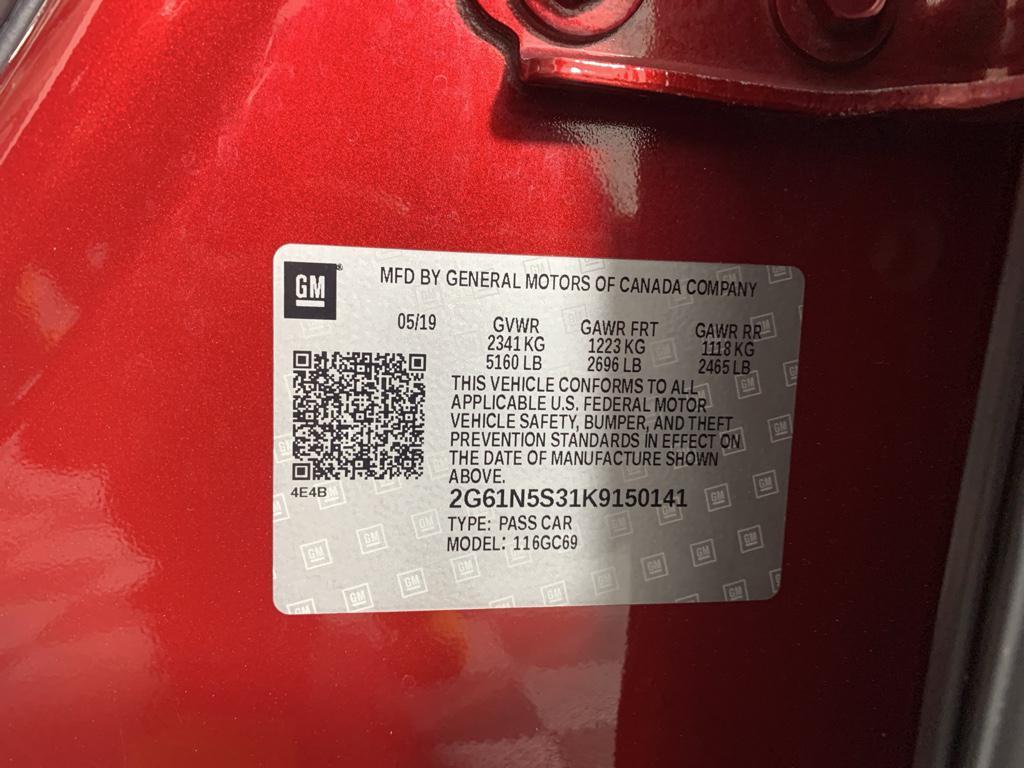 GM
MFD BY GENERAL MOTORS OF CANADA COMPANY
05/19 GVWR GAWR FRT GAWR RR
2341 KG 1223 KG 1118 KG
5160 LB 2696 LB 2465 LB
THIS VEHICLE CONFORMS TO ALL
APPLICABLE U.S. FEDERAL MOTOR
VEHICLE SAFETY, BUMPER, AND THEFT
PREVENTION STANDARDS IN EFFECT ON
THE DATE OF MANUFACTURE SHOWN
ABOVE.
4E4B
2G61N5S31K9150141
TYPE: PASS CAR
MODEL: 116GC69